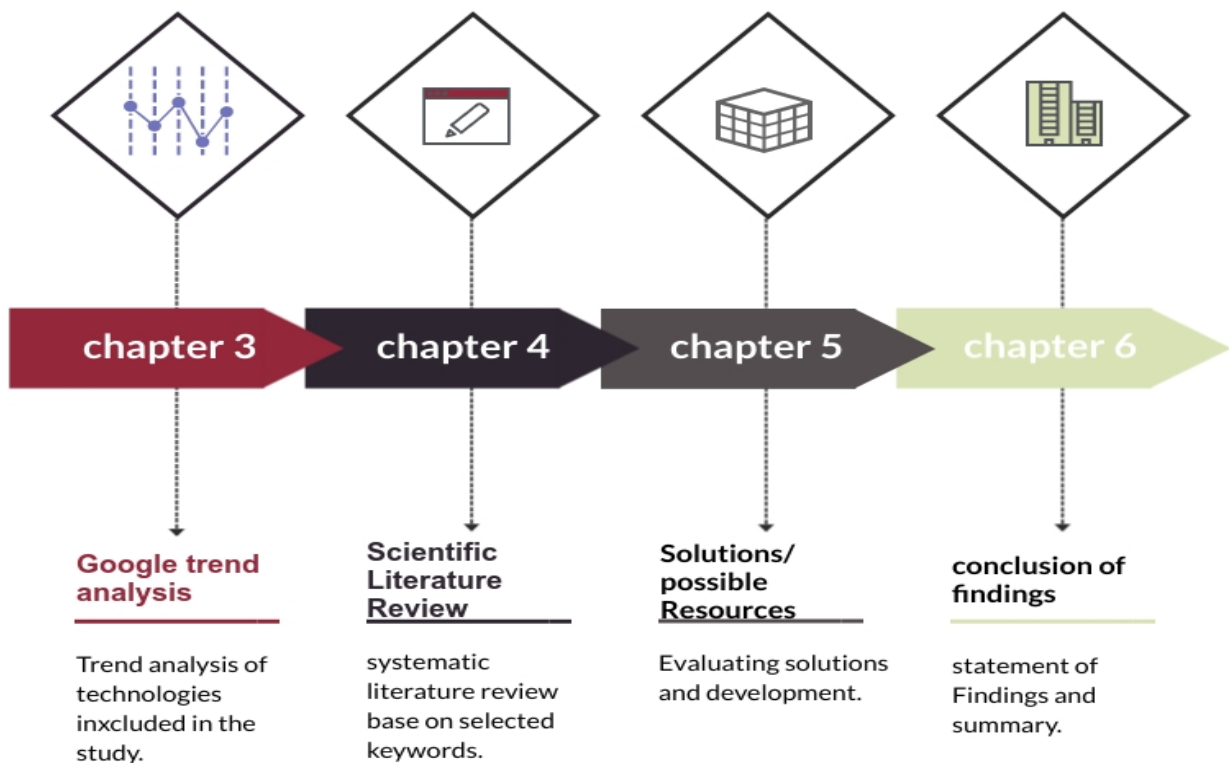 chapter 3
chapter 4
chapter 5
chapter 6
Google trend
analysis
Trend analysis of
technologies
inxcluded in the
study.
Scientific
Literature
Review
systematic
literature review
base on selected
keywords.
Solutions/
possible
Resources
Evaluating solutions
and development.
conclusion of
findings
statement of
Findings and
summary.